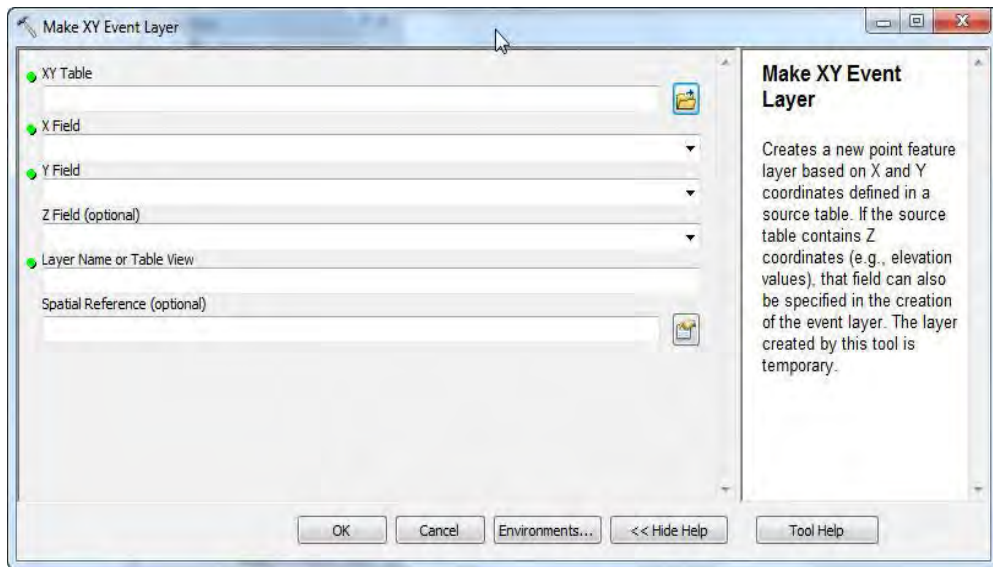 Make XY Event Layer
XY Table
X Field
Y Field
Z Field (optional)
Layer Name or Table View
Spatial Reference (optional)
Make XY Event
Layer
Creates a new point feature
layer based on X and Y
coordinates defined in a
source table. If the source
table contains Z
coordinates (e.g., elevation
values), that field can also
be specified in the creation
of the event layer. The layer
created by this tool is
temporary.
OK Cancel Environments... << Hide Help Tool Help